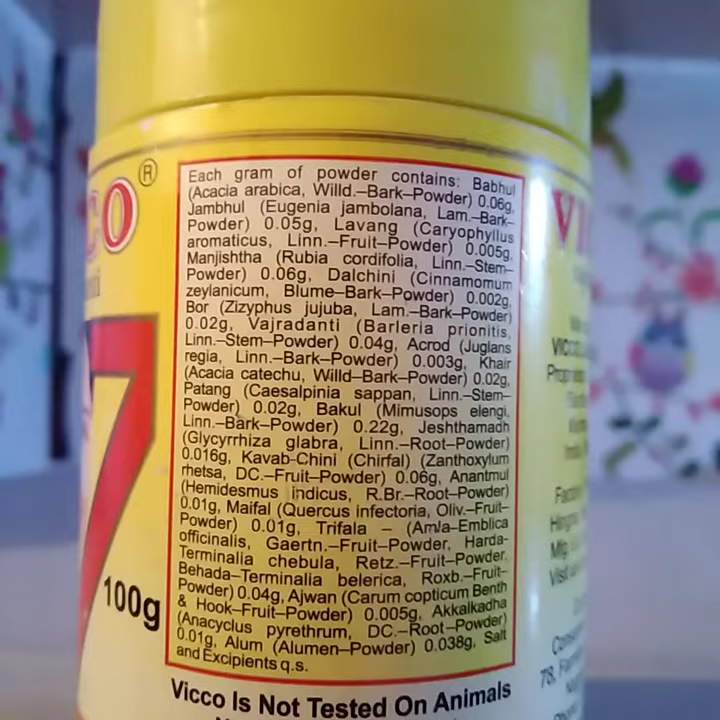 ®
Each gram of powder contains: Babhul
(Acacia arabica, Willd.–Bark–Powder) 0.06g,
Jambhul (Eugenia jambolana, Lam.–Bark–
Powder) 0.05g, Lavang (Caryophyllus
aromaticus, Linn.–Fruit–Powder) 0.005g,
Manjishtha (Rubia cordifolia, Linn.–Stem–
Powder) 0.06g, Dalchini (Cinnamomum
zeylanicum, Blume–Bark–Powder) 0.002g,
Bor (Zizyphus jujuba, Lam.–Bark–Powder)
0.02g, Vajradanti (Barleria prionitis,
Linn.–Stem–Powder) 0.04g, Acrod (Juglans
regia, Linn.–Bark–Powder) 0.003g, Khair
(Acacia catechu, Willd–Bark–Powder) 0.02g,
Patang (Caesalpinia sappan, Linn.–Stem–
Powder) 0.02g, Bakul (Mimusops elengi,
Linn.–Bark–Powder) 0.22g, Jeshthamadh
(Glycyrrhiza glabra, Linn.–Root–Powder)
0.016g, Kavab-Chini (Chirfal) (Zanthoxylum
rhetsa, DC.–Fruit–Powder) 0.06g, Anantmul
(Hemidesmus indicus, R.Br.–Root–Powder)
0.01g, Maifal (Quercus infectoria, Oliv.–Fruit–
Powder) 0.01g, Trifala – (Amla–Emblica
officinalis, Gaertn.–Fruit–Powder, Harda–
Terminalia chebula, Retz.–Fruit–Powder,
Behada–Terminalia belerica, Roxb.–Fruit–
Powder) 0.04g, Ajwan (Carum copticum Benth
& Hook–Fruit–Powder) 0.005g, Akkalkadha
(Anacyclus pyrethrum, DC.–Root–Powder)
0.01g, Alum (Alumen–Powder) 0.038g, Salt
and Excipients q.s.
7
100g
Vicco Is Not Tested On Animals